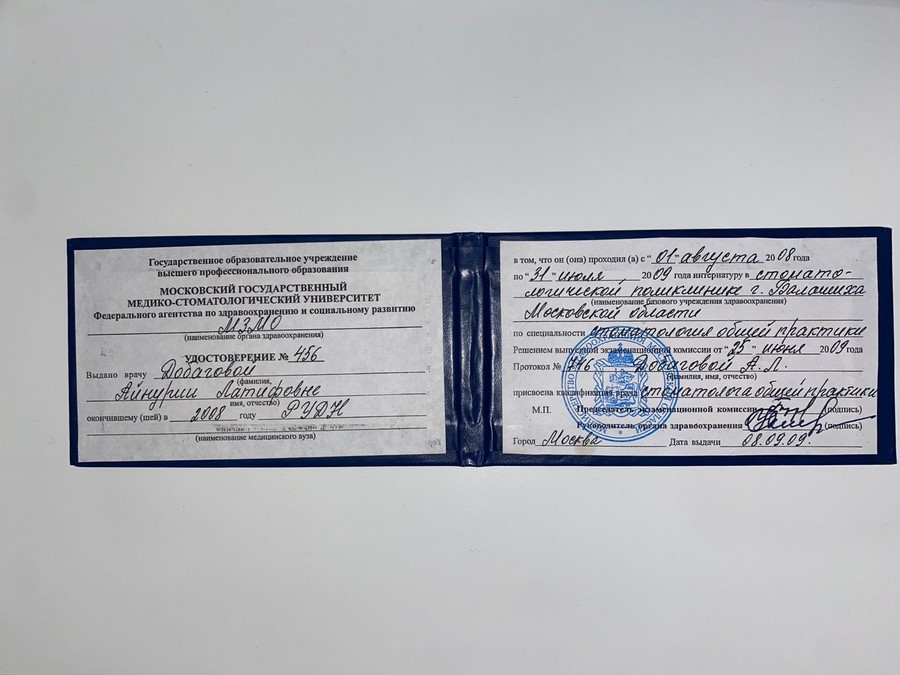 Государственное образовательное учреждение
высшего профессионального образования
МОСКОВСКИЙ ГОСУДАРСТВЕННЫЙ
МЕДИКО-СТОМАТОЛОГИЧЕСКИЙ УНИВЕРСИТЕТ
Федерального агентства по здравоохранению и социальному развитию
МЗМО
(наименование органа здравоохранения)
УДОСТОВЕРЕНИЕ № 456
Выдано врачу Добаговой
(фамилия,
Латифовне
имя, отчество)
окончившему (шей) в 2008 году РУДН
(наименование медицинского вуза)
в том, что он (она) проходил (а) с "01" августа 2008 года
по "31" июля 2009 года интернатуру в стомато-
логической поликлинике г. Балашиха
(наименование базового учреждения здравоохранения)
Московской области
по специальности стоматология общей практики
Решением выпускной экзаменационной комиссии от "25" июня 2009 года
Протокол № Добаговой А.Л.
(фамилия, имя, отчество)
присвоена квалификация врача стоматолога общей практики
М.П. Председатель экзаменационной комиссии (подпись)
Руководитель органа здравоохранения (подпись)
Город Москва Дата выдачи 08.09.09.